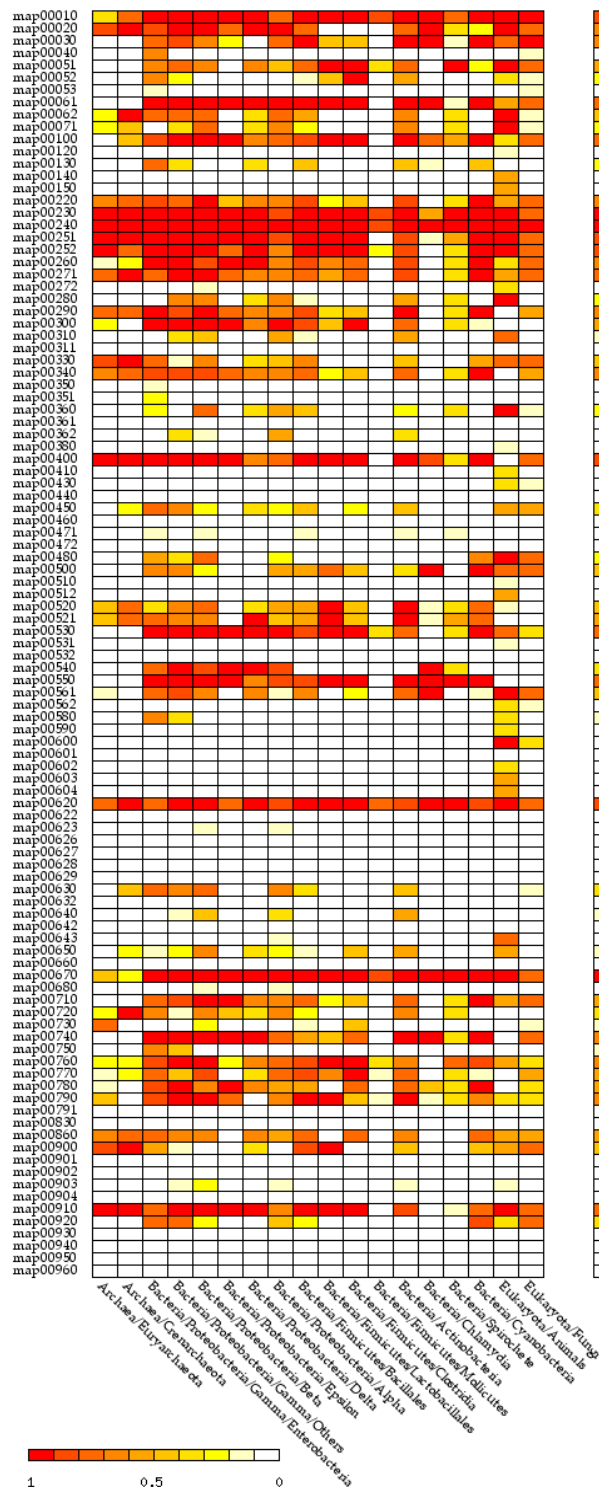 map00010
map00020
map00030
map00040
map00051
map00052
map00053
map00061
map00062
map00071
map00100
map00120
map00130
map00140
map00150
map00220
map00230
map00240
map00251
map00252
map00260
map00271
map00272
map00280
map00290
map00300
map00310
map00311
map00330
map00340
map00350
map00351
map00360
map00361
map00362
map00380
map00400
map00410
map00430
map00440
map00450
map00460
map00471
map00472
map00480
map00500
map00510
map00512
map00520
map00521
map00530
map00531
map00532
map00540
map00550
map00561
map00562
map00580
map00590
map00600
map00601
map00602
map00603
map00604
map00620
map00622
map00623
map00626
map00627
map00628
map00629
map00630
map00632
map00640
map00642
map00643
map00650
map00660
map00670
map00680
map00710
map00720
map00730
map00740
map00750
map00760
map00770
map00780
map00790
map00791
map00830
map00860
map00900
map00901
map00902
map00903
map00904
map00910
map00920
map00930
map00940
map00950
map00960
Archaea/Euryarchaeota
Archaea/Crenarchaeota
Bacteria/Proteobacteria/Gamma/Enterobacteria
Bacteria/Proteobacteria/Gamma/Others
Bacteria/Proteobacteria/Beta
Bacteria/Proteobacteria/Epsilon
Bacteria/Proteobacteria/Delta
Bacteria/Proteobacteria/Alpha
Bacteria/Firmicutes/Bacillales
Bacteria/Firmicutes/Lactobacillales
Bacteria/Firmicutes/Clostridia
Bacteria/Firmicutes/Mollicutes
Bacteria/Actinobacteria
Bacteria/Chlamydia
Bacteria/Spirochete
Bacteria/Cyanobacteria
Eukaryota/Animals
Eukaryota/Fungi
1 0.5 0